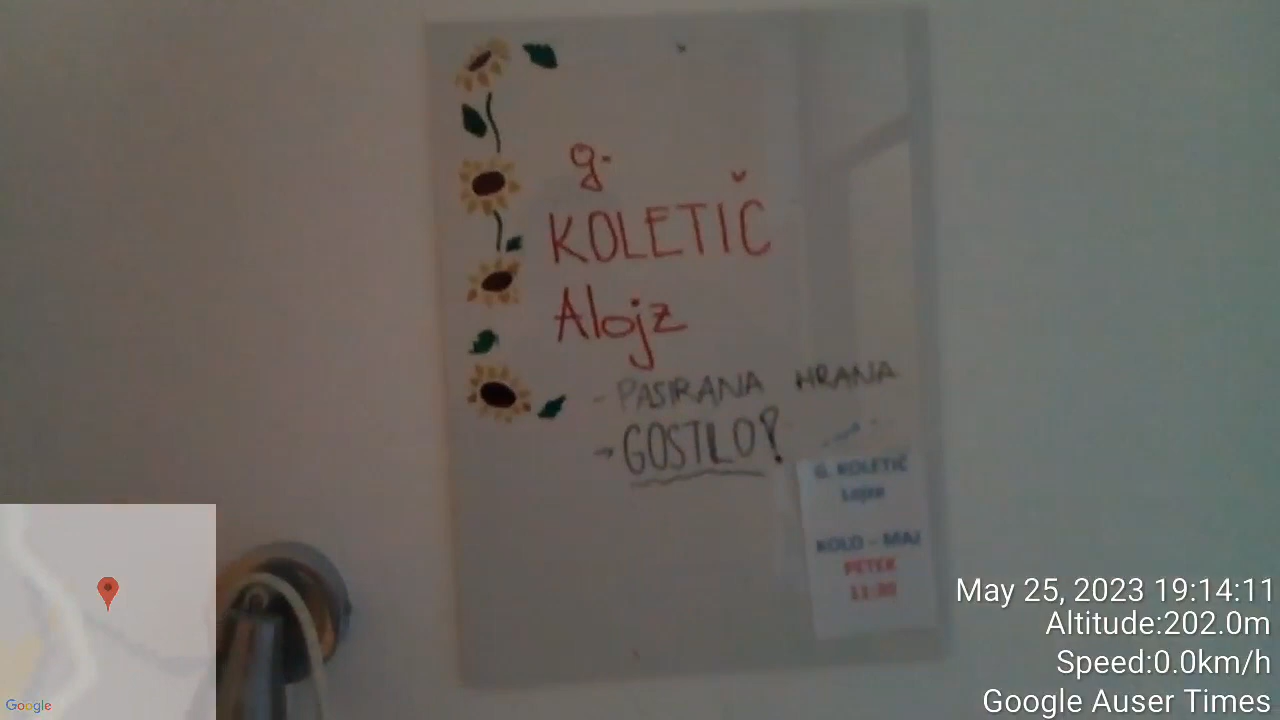 g.
KOLETIČ
Alojz
- PASIRANA HRANA
- GOSTILO!
G. KOLETIČ
Lojze
KOLO - MAJ
PETEK
11:30
May 25, 2023 19:14:11
Altitude:202.0m
Speed:0.0km/h
Google Auser Times
Google